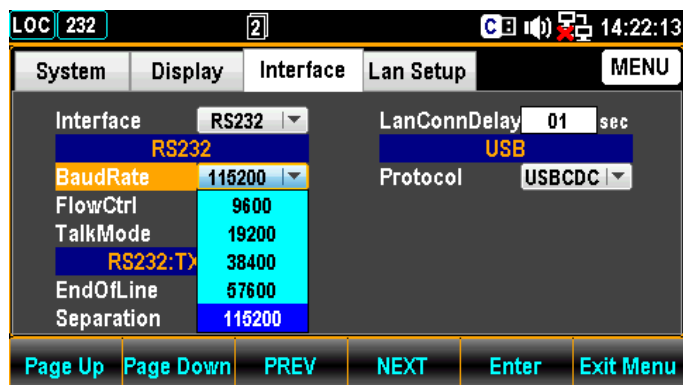 LOC 232 2 C 14:22:13
System Display Interface Lan Setup MENU
Interface RS232 LanConnDelay 01 sec
RS232 USB
BaudRate 115200 Protocol USBCDC
FlowCtrl 9600
TalkMode 19200
RS232:TX 38400
EndOfLine 57600
Separation 115200
Page Up Page Down PREV NEXT Enter Exit Menu